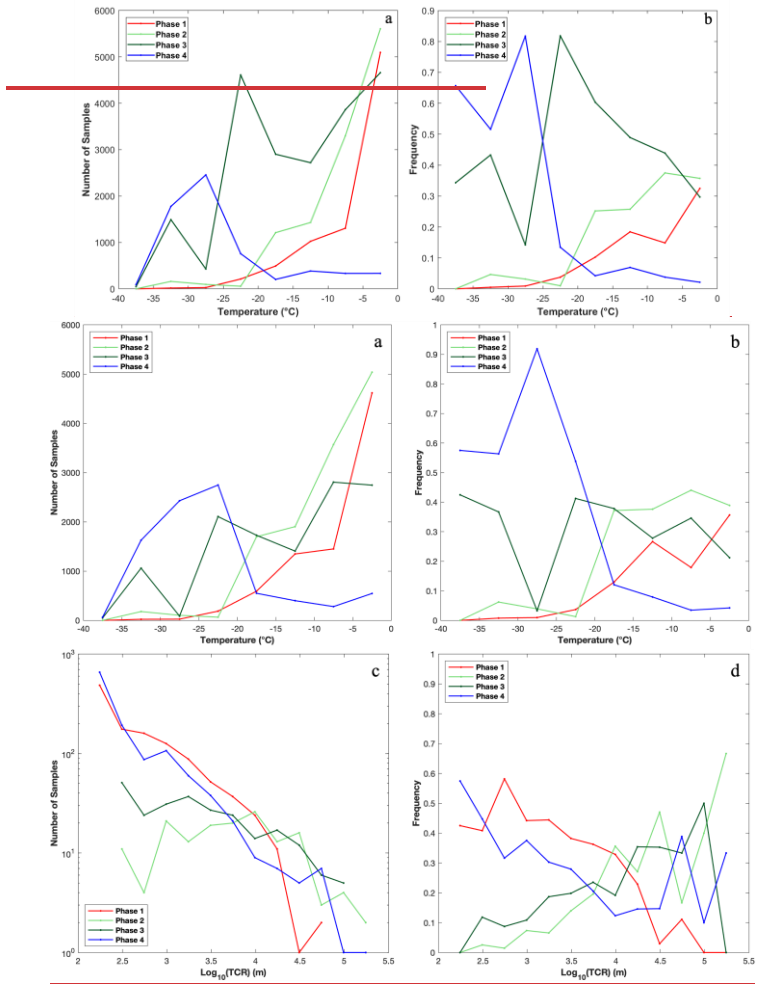 a
Phase 1
Phase 2
Phase 3
Phase 4
6000
5000
4000
3000
2000
1000
0
Number of Samples
-40 -35 -30 -25 -20 -15 -10 -5 0
Temperature (°C)
b
Phase 1
Phase 2
Phase 3
Phase 4
0.9
0.8
0.7
0.6
0.5
0.4
0.3
0.2
0.1
0
Frequency
-40 -35 -30 -25 -20 -15 -10 -5 0
Temperature (°C)
a
Phase 1
Phase 2
Phase 3
Phase 4
6000
5000
4000
3000
2000
1000
0
Number of Samples
-40 -35 -30 -25 -20 -15 -10 -5 0
Temperature (°C)
b
Phase 1
Phase 2
Phase 3
Phase 4
1
0.9
0.8
0.7
0.6
0.5
0.4
0.3
0.2
0.1
0
Frequency
-40 -35 -30 -25 -20 -15 -10 -5 0
Temperature (°C)
c
10³
10²
10¹
10⁰
Number of Samples
Phase 1
Phase 2
Phase 3
Phase 4
2 2.5 3 3.5 4 4.5 5 5.5
Log₁₀(TCR) (m)
d
Phase 1
Phase 2
Phase 3
Phase 4
1
0.9
0.8
0.7
0.6
0.5
0.4
0.3
0.2
0.1
0
Frequency
2 2.5 3 3.5 4 4.5 5 5.5
Log₁₀(TCR) (m)